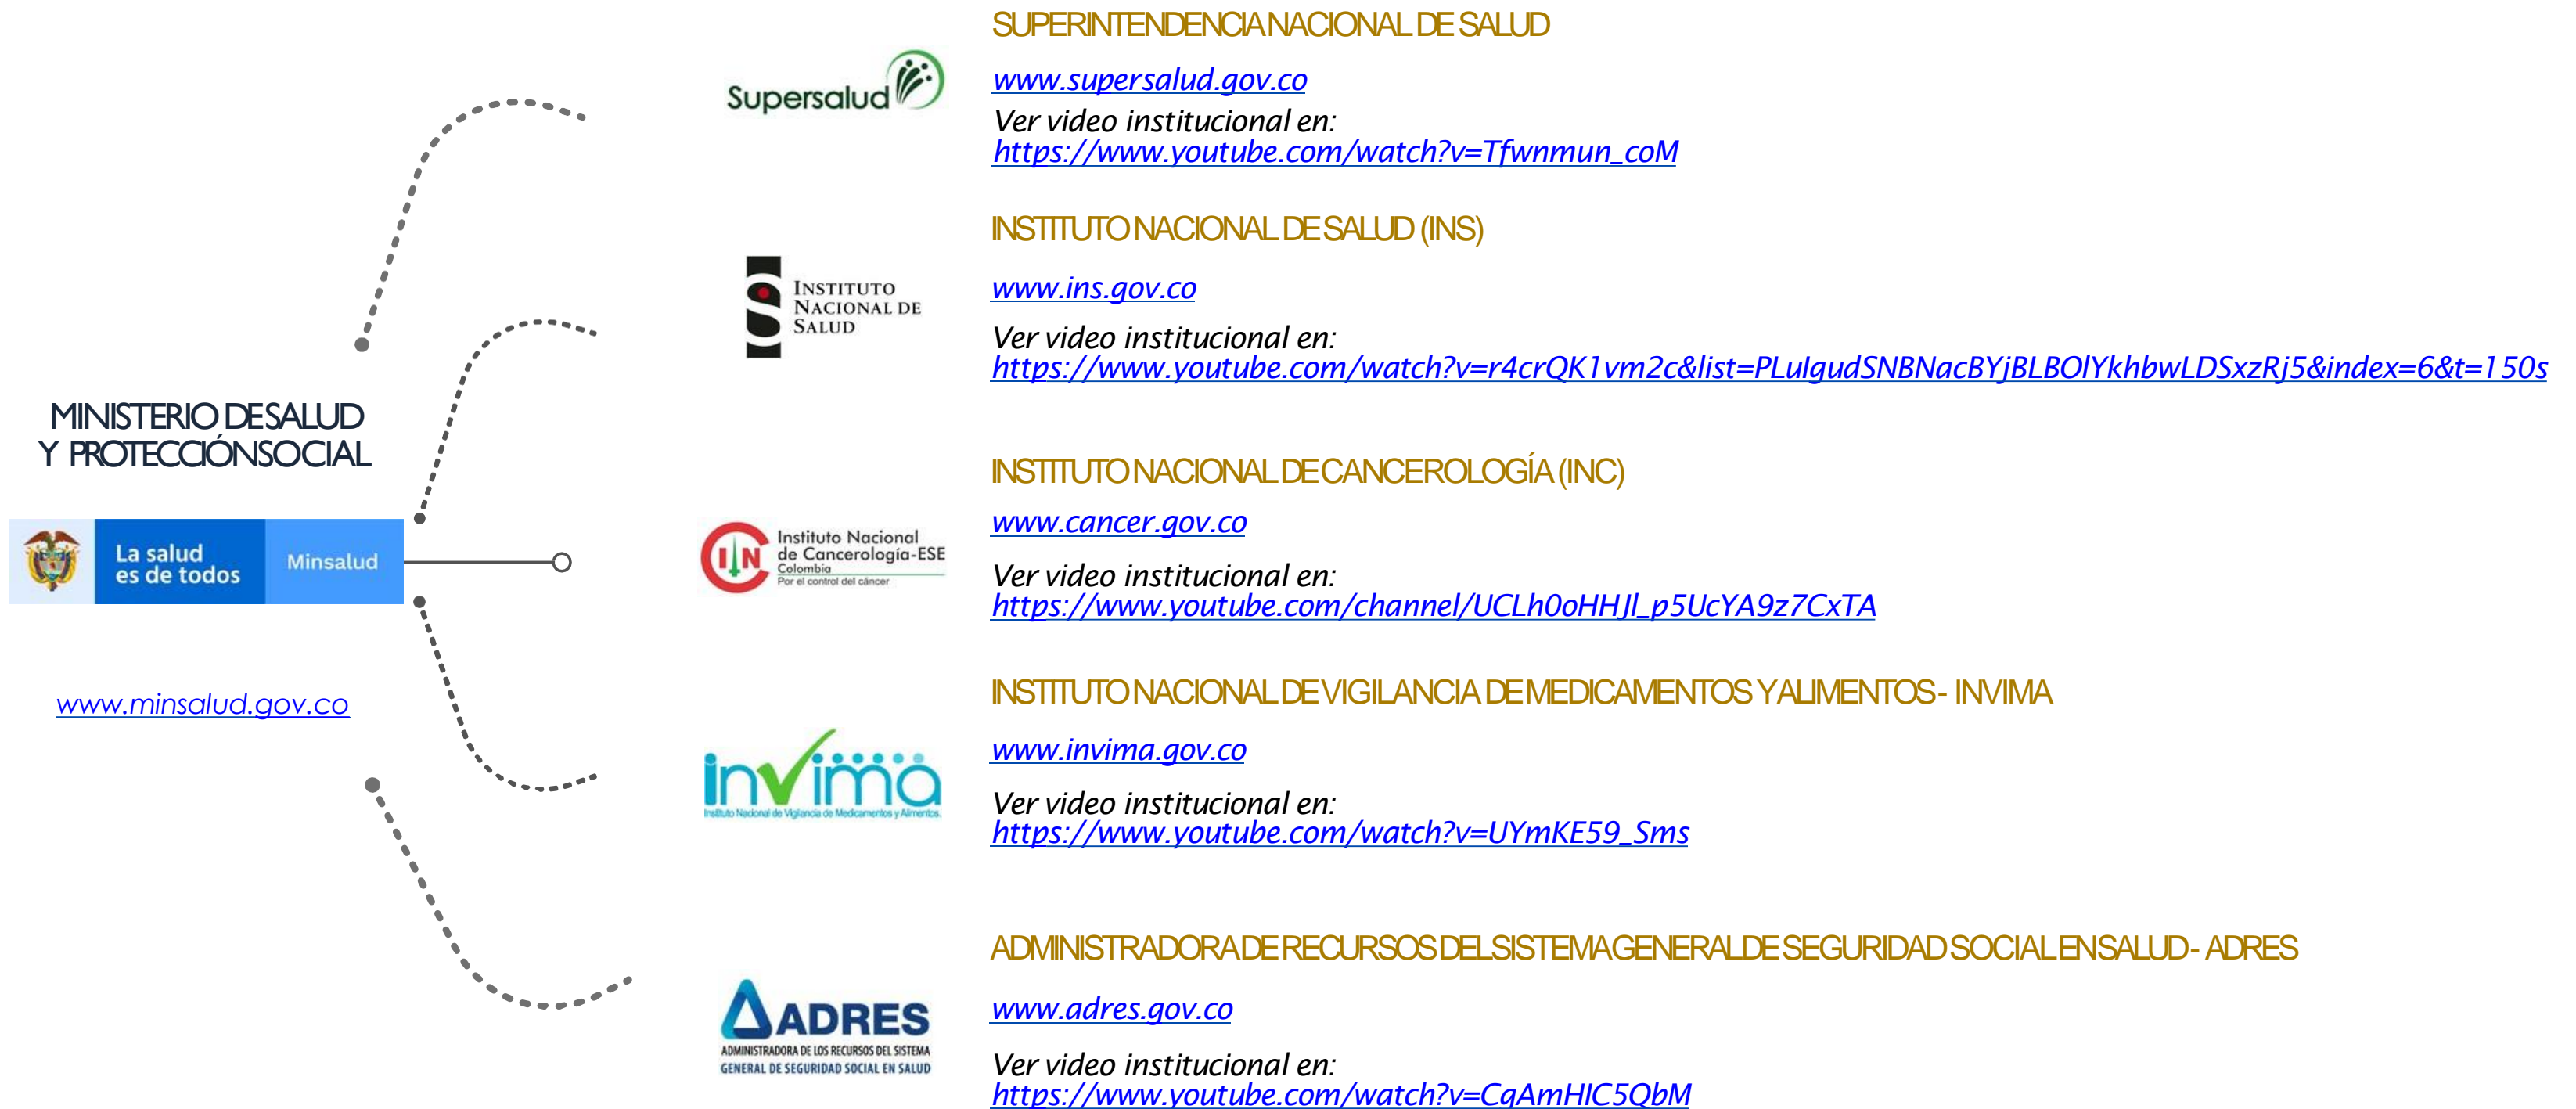 MINISTERIO DE SALUD
Y PROTECCIÓN SOCIAL
La salud
es de todos
Minsalud
www.minsalud.gov.co
Supersalud
SUPERINTENDENCIA NACIONAL DE SALUD
www.supersalud.gov.co
Ver video institucional en:
https://www.youtube.com/watch?v=Tfwnmun_coM
INSTITUTO
NACIONAL DE
SALUD
INSTITUTO NACIONAL DE SALUD (INS)
www.ins.gov.co
Ver video institucional en:
https://www.youtube.com/watch?v=r4crQK1vm2c&list=PLuIgudSNBNacBYjBLBOlYkhbwLDSxzRj5&index=6&t=150s
Instituto Nacional
de Cancerología-ESE
Colombia
Por el control del cáncer
INSTITUTO NACIONAL DE CANCEROLOGÍA (INC)
www.cancer.gov.co
Ver video institucional en:
https://www.youtube.com/channel/UCLh0oHHJl_p5UcYA9z7CxTA
invima
Instituto Nacional de Vigilancia de Medicamentos y Alimentos.
INSTITUTO NACIONAL DE VIGILANCIA DE MEDICAMENTOS Y ALIMENTOS - INVIMA
www.invima.gov.co
Ver video institucional en:
https://www.youtube.com/watch?v=UYmKE59_Sms
ADRES
ADMINISTRADORA DE LOS RECURSOS DEL SISTEMA
GENERAL DE SEGURIDAD SOCIAL EN SALUD
ADMINISTRADORA DE RECURSOS DEL SISTEMA GENERAL DE SEGURIDAD SOCIAL EN SALUD - ADRES
www.adres.gov.co
Ver video institucional en:
https://www.youtube.com/watch?v=CqAmHIC5QbM